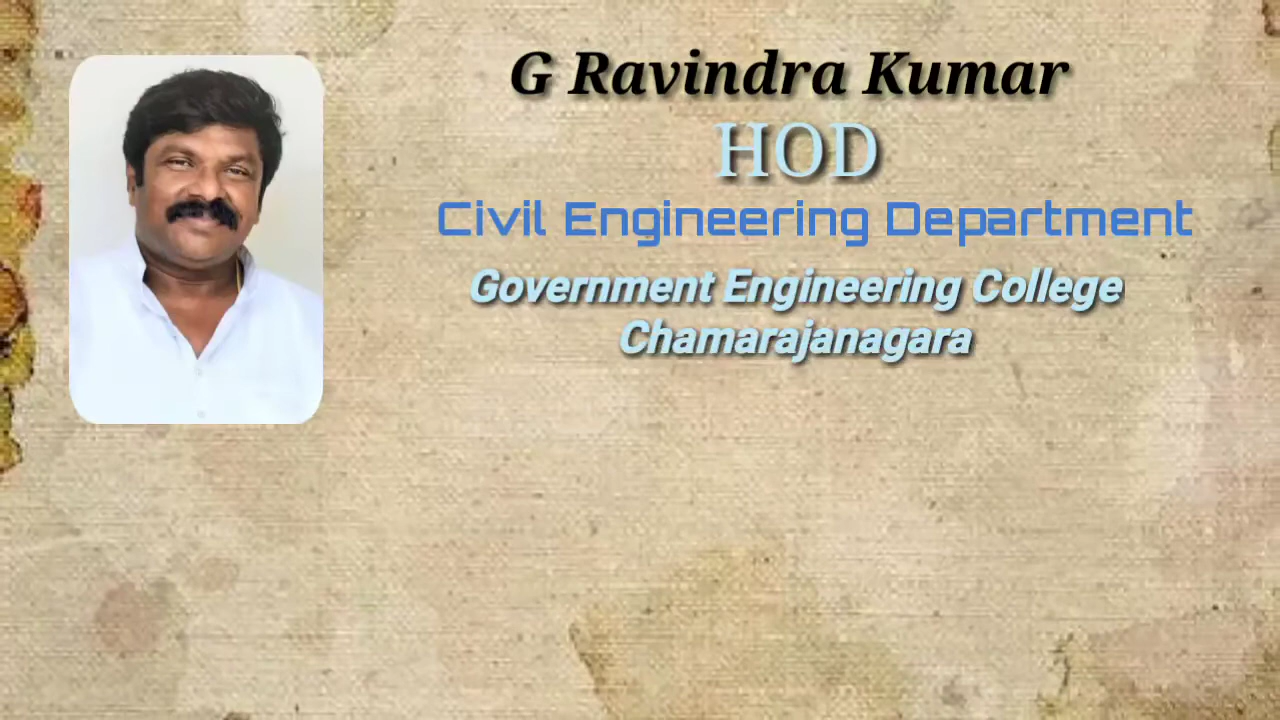 G Ravindra Kumar
HOD
Civil Engineering Department
Government Engineering College
Chamarajanagara